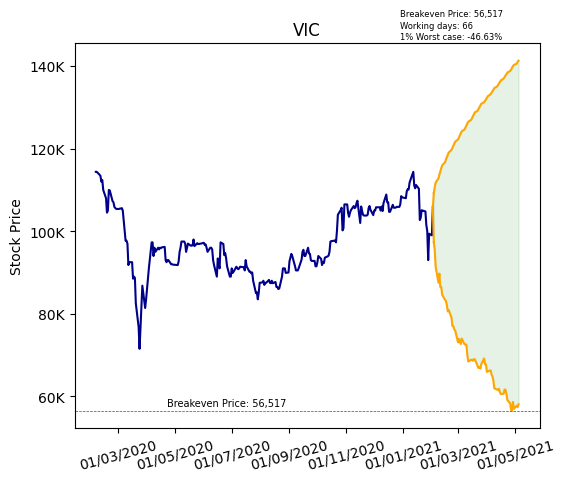 Breakeven Price: 56,517
Working days: 66
1% Worst case: -46.63%
VIC
Stock Price
140K
120K
100K
80K
60K
Breakeven Price: 56,517
01/03/2020
01/05/2020
01/07/2020
01/09/2020
01/11/2020
01/01/2021
01/03/2021
01/05/2021